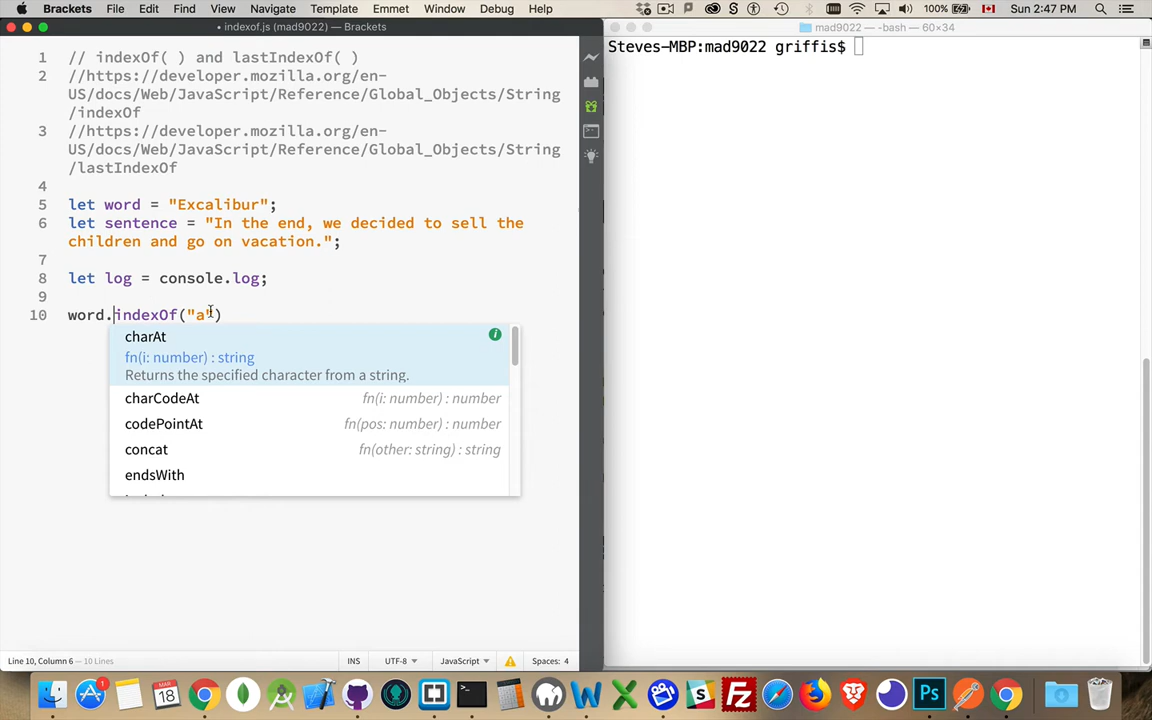 Brackets File Edit Find View Navigate Template Emmet Window Debug Help 100% Sun 2:47 PM
• indexof.js (mad9022) — Brackets
mad9022 — -bash — 60×34
Steves-MBP:mad9022 griffis$
1 // indexOf( ) and lastIndexOf( )
2 //https://developer.mozilla.org/en-
US/docs/Web/JavaScript/Reference/Global_Objects/String
/indexOf
3 //https://developer.mozilla.org/en-
US/docs/Web/JavaScript/Reference/Global_Objects/String
/lastIndexOf
4
5 let word = "Excalibur";
6 let sentence = "In the end, we decided to sell the
children and go on vacation.";
7
8 let log = console.log;
9
10 word.indexOf("a")
charAt
fn(i: number) : string
Returns the specified character from a string.
charCodeAt fn(i: number) : number
codePointAt fn(pos: number) : number
concat fn(other: string) : string
endsWith
Line 10, Column 6 — 10 Lines INS UTF-8 JavaScript Spaces: 4
MAR
18
Ps